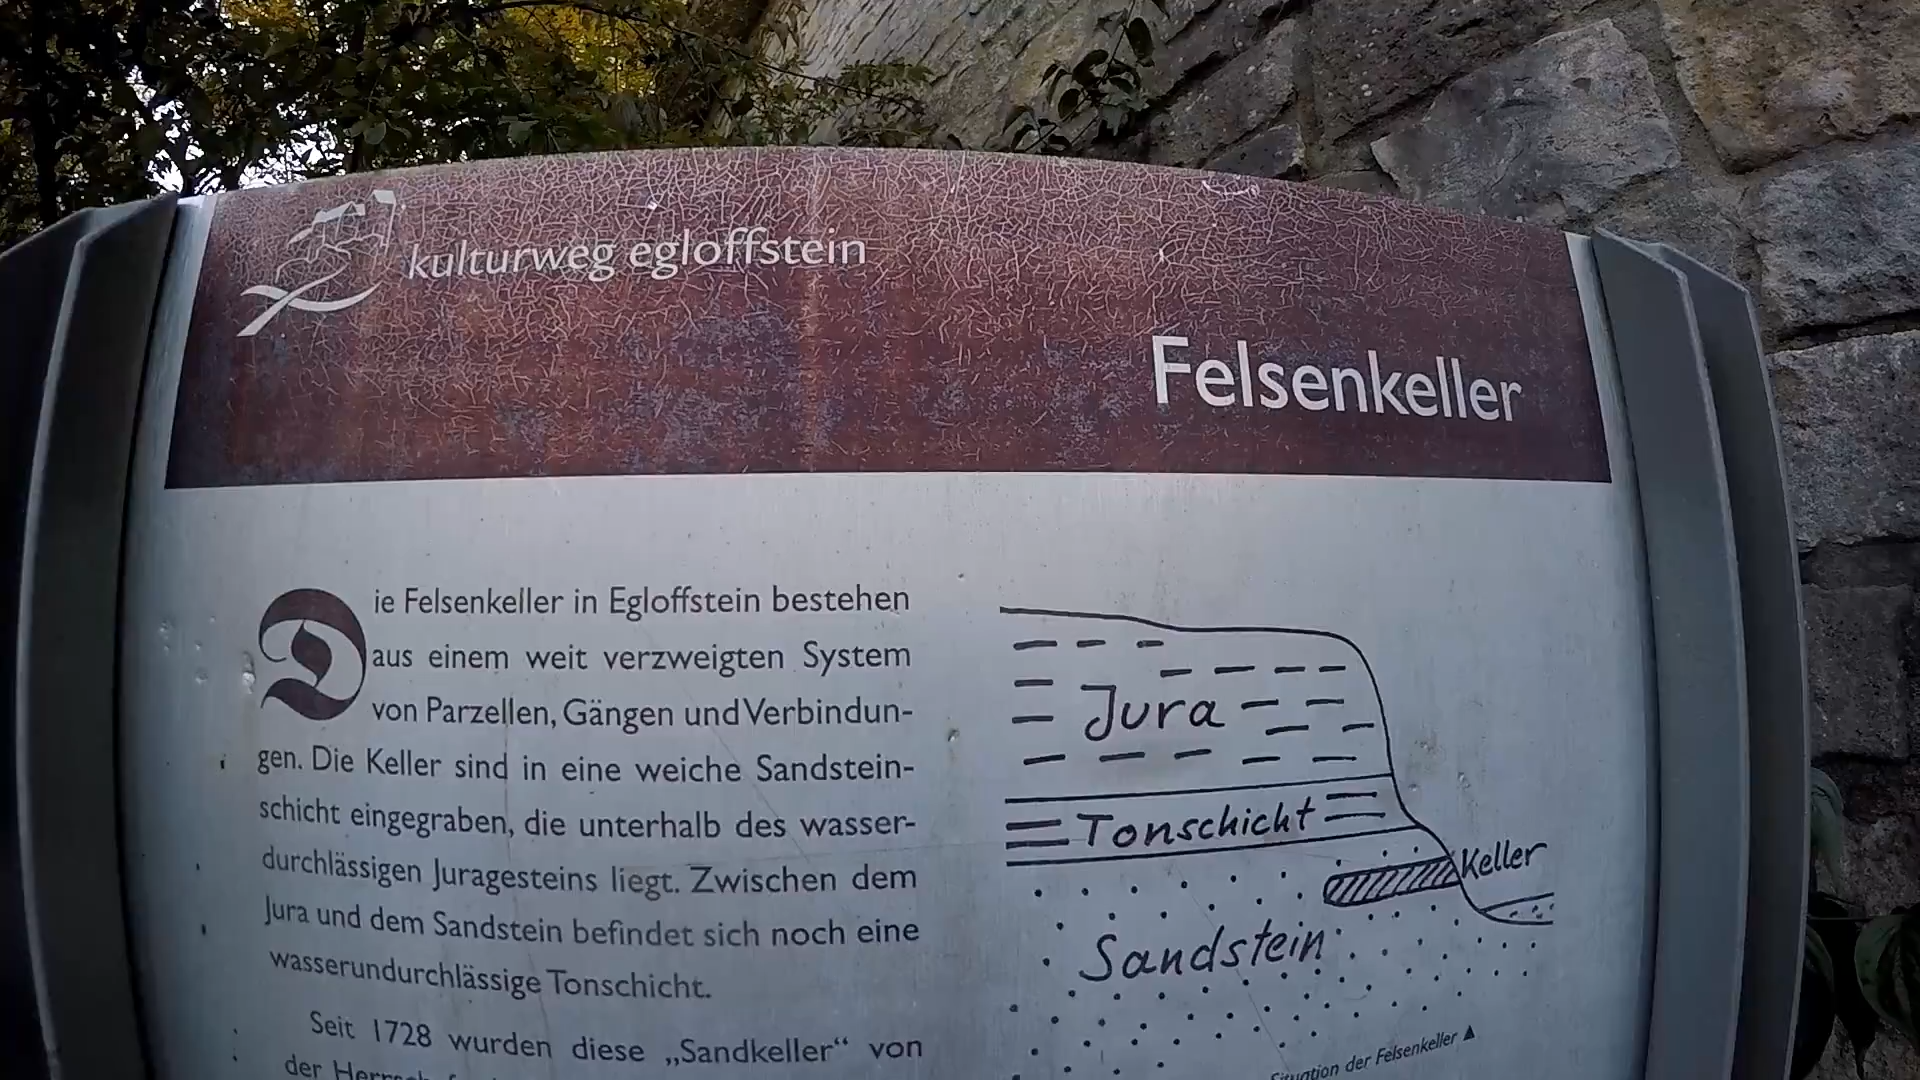 kulturweg egloffstein
Felsenkeller
Die Felsenkeller in Egloffstein bestehen
aus einem weit verzweigten System
von Parzellen, Gängen und Verbindun-
gen. Die Keller sind in eine weiche Sandstein-
schicht eingegraben, die unterhalb des wasser-
durchlässigen Juragesteins liegt. Zwischen dem
Jura und dem Sandstein befindet sich noch eine
wasserundurchlässige Tonschicht.
Seit 1728 wurden diese „Sandkeller“ von
der
Jura
Tonschicht
Keller
Sandstein
Situation der Felsenkeller ▲